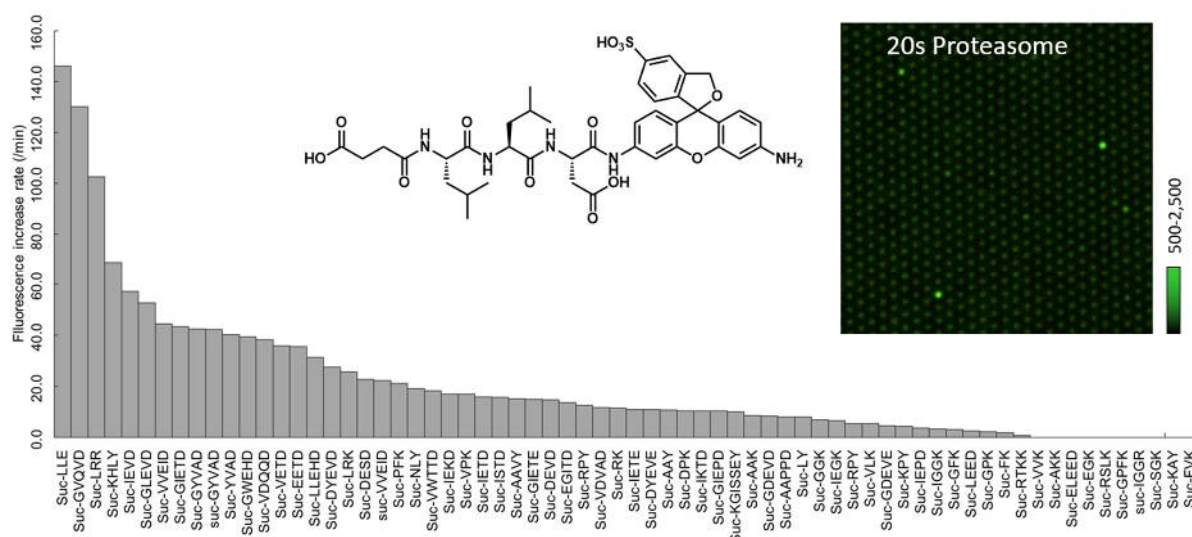 160.0
140.0
120.0
100.0
80.0
60.0
40.0
20.0
0.0
Fluorescence increase rate (/min)
HO₃S
O
O
H
N
O
N
H
O
H
N
O
N
H
O
NH₂
HO
O
O
OH
O
20s Proteasome
500-2,500
Suc-LLE
Suc-GVQVD
Suc-LRR
Suc-KHLY
Suc-IEVD
Suc-GLEVD
Suc-VVEID
Suc-GIETD
Suc-GYVAD
suc-GYVAD
Suc-YVAD
Suc-GWEHD
Suc-VDQQD
Suc-VETD
Suc-EETD
Suc-LLEHD
Suc-DYEVD
Suc-LRK
Suc-DESD
suc-VVEID
Suc-PFK
Suc-NLY
Suc-VWTTD
Suc-IEKD
Suc-VPK
Suc-IETD
Suc-ISTD
Suc-AAVY
Suc-GIETE
Suc-DEVD
Suc-EGITD
Suc-RPY
Suc-VDVAD
Suc-RK
Suc-IETE
Suc-DYEVE
Suc-AAY
Suc-DPK
Suc-IKTD
Suc-GIEPD
Suc-KGISSEY
Suc-AAK
Suc-GDEVD
Suc-AAPPD
Suc-LY
Suc-GGK
Suc-IEGK
Suc-RPY
Suc-VLK
Suc-GDEVE
Suc-KPY
Suc-IEPD
Suc-IGGK
Suc-GFK
Suc-LEED
Suc-GPK
Suc-FK
Suc-RTKK
Suc-VVK
Suc-AKK
Suc-ELEED
Suc-EGK
Suc-RSLK
Suc-GPFK
suc-IGGR
Suc-SGK
Suc-KAY
Suc-EVK